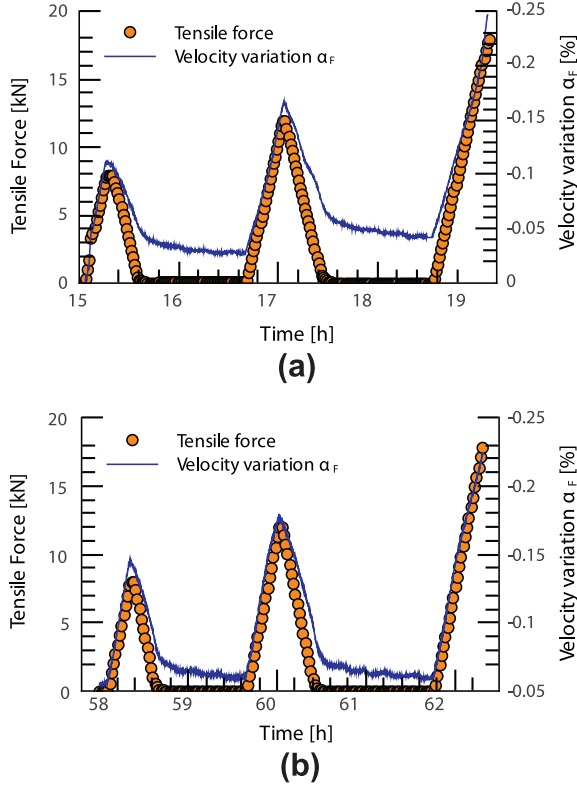 Tensile force
Velocity variation αF
Tensile Force [kN]
20
15
10
5
0
-0.25
-0.2
-0.15
-0.1
-0.05
0
Velocity variation αF [%]
15 16 17 18 19
Time [h]
(a)
Tensile force
Velocity variation αF
Tensile Force [kN]
20
15
10
5
0
-0.25
-0.2
-0.15
-0.1
-0.05
Velocity variation αF [%]
58 59 60 61 62
Time [h]
(b)